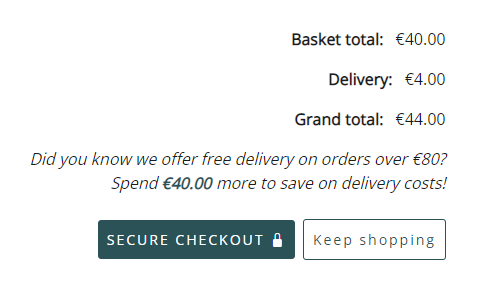 Basket total: €40.00
Delivery: €4.00
Grand total: €44.00
Did you know we offer free delivery on orders over €80?
Spend €40.00 more to save on delivery costs!
SECURE CHECKOUT
Keep shopping